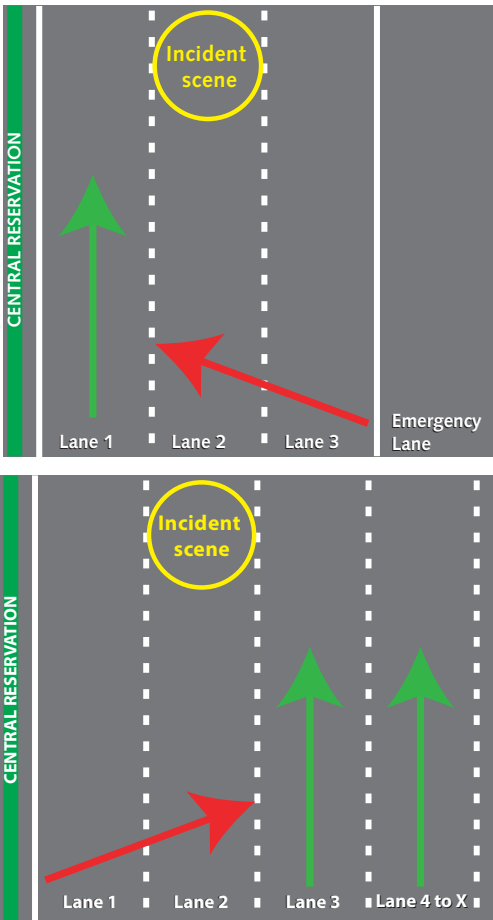 Incident
scene
CENTRAL RESERVATION
Lane 1
Lane 2
Lane 3
Emergency
Lane
Incident
scene
CENTRAL RESERVATION
Lane 1
Lane 2
Lane 3
Lane 4 to X